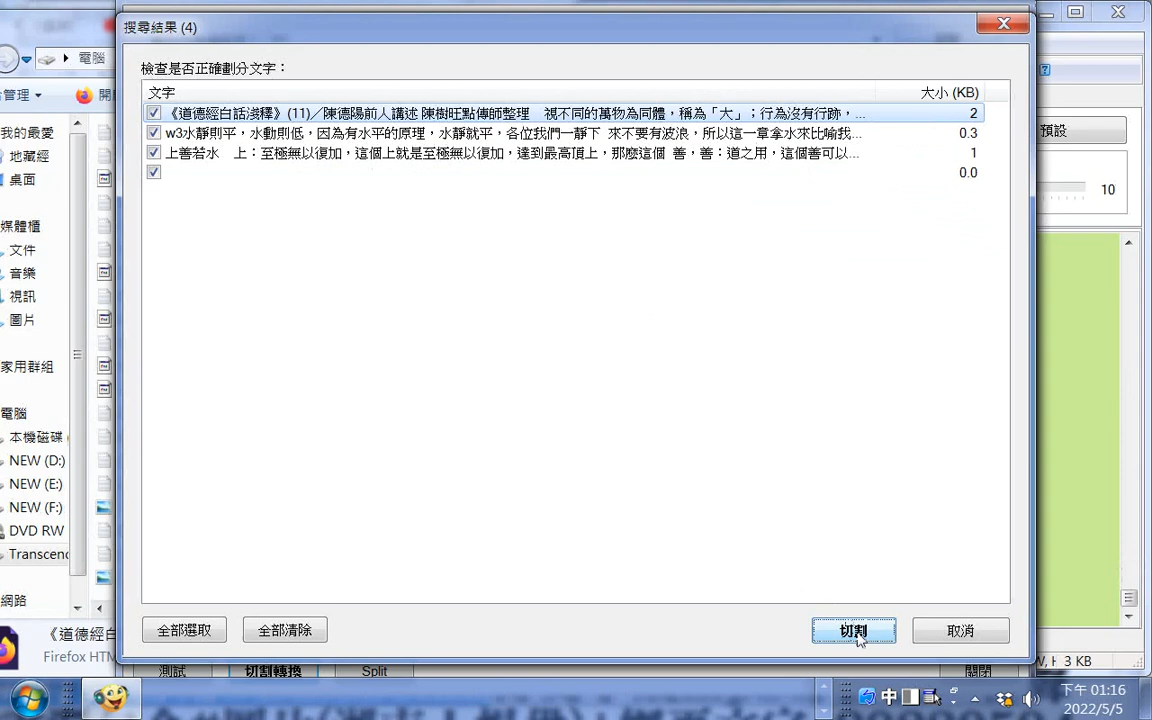 搜尋結果 (4)
電腦
管理
開
檢查是否正確劃分文字：
文字
大小 (KB)
《道德經白話淺釋》(11)／陳德陽前人講述 陳樹旺點傳師整理　視不同的萬物為同體，稱為「大」；行為沒有行跡，...
2
w3水靜則平，水動則低，因為有水平的原理，水靜就平，各位我們一靜下 來不要有波浪，所以這一章拿水來比喻我...
0.3
上善若水　上：至極無以復加，這個上就是至極無以復加，達到最高頂上，那麼這個 善，善：道之用，這個善可以...
1
0.0
我的最愛
地藏經
桌面
媒體櫃
文件
音樂
視訊
圖片
家用群組
電腦
本機磁碟
NEW (D:)
NEW (E:)
NEW (F:)
DVD RW
Transcend
網路
預設
10
全部選取
全部清除
切割
取消
《道德經白
Firefox HTM
測試
切割轉換
Split
關閉
3 KB
中
下午 01:16
2022/5/5